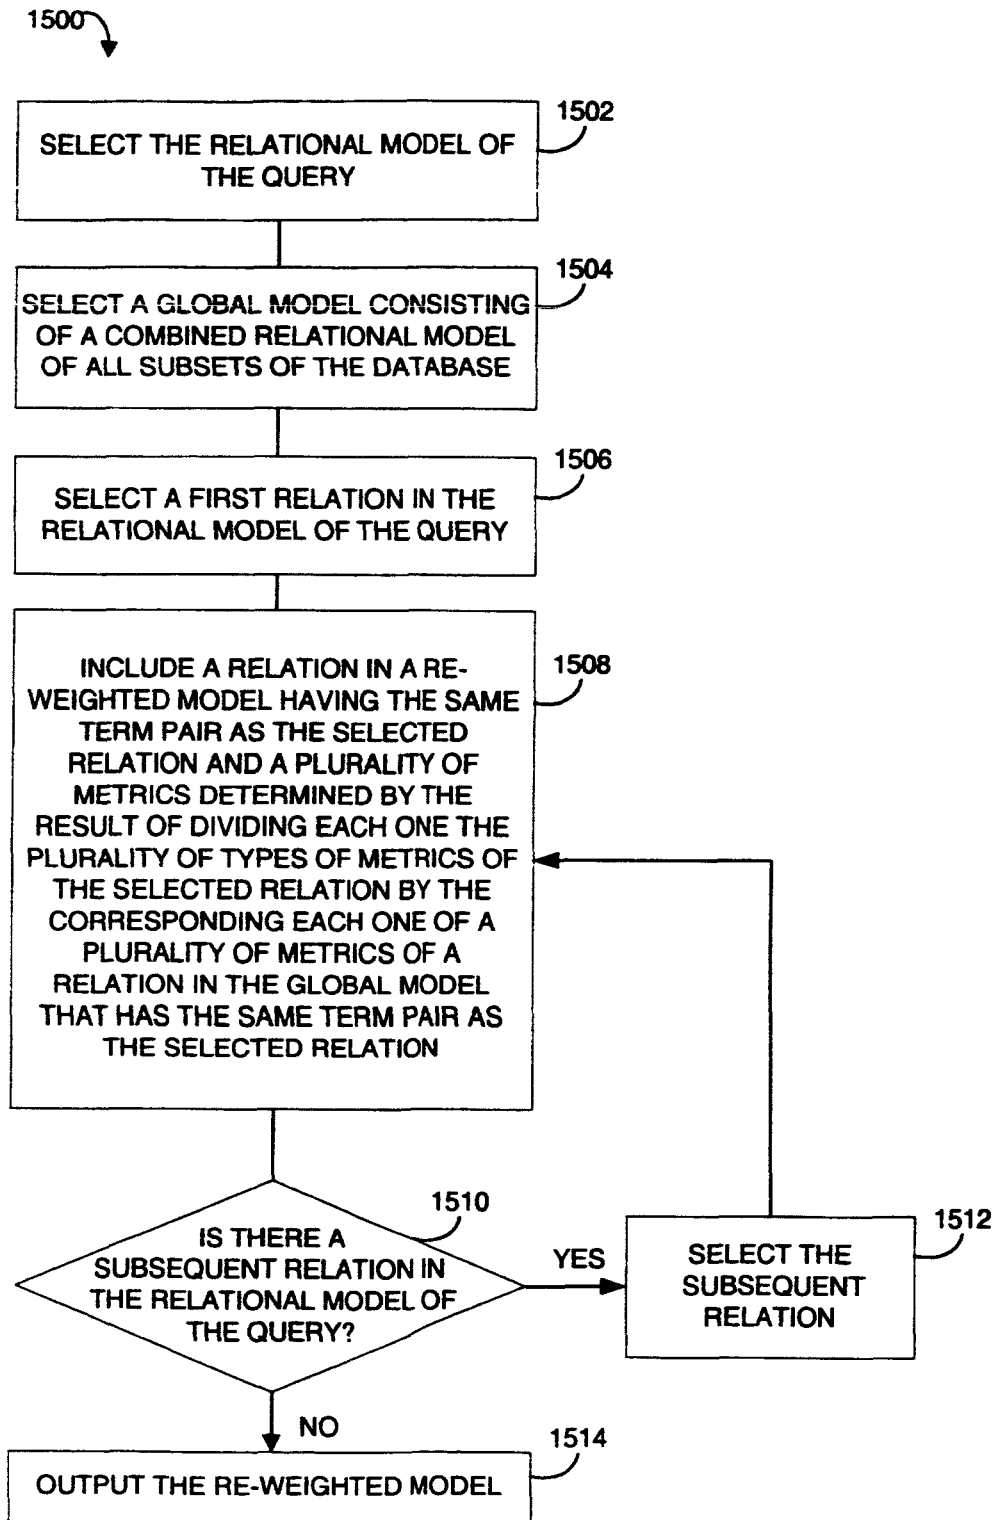 1500
1502
SELECT THE RELATIONAL MODEL OF
THE QUERY
1504
SELECT A GLOBAL MODEL CONSISTING
OF A COMBINED RELATIONAL MODEL
OF ALL SUBSETS OF THE DATABASE
1506
SELECT A FIRST RELATION IN THE
RELATIONAL MODEL OF THE QUERY
1508
INCLUDE A RELATION IN A RE-
WEIGHTED MODEL HAVING THE SAME
TERM PAIR AS THE SELECTED
RELATION AND A PLURALITY OF
METRICS DETERMINED BY THE
RESULT OF DIVIDING EACH ONE THE
PLURALITY OF TYPES OF METRICS OF
THE SELECTED RELATION BY THE
CORRESPONDING EACH ONE OF A
PLURALITY OF METRICS OF A
RELATION IN THE GLOBAL MODEL
THAT HAS THE SAME TERM PAIR AS
THE SELECTED RELATION
1510
IS THERE A
SUBSEQUENT RELATION IN
THE RELATIONAL MODEL OF
THE QUERY?
YES
1512
SELECT THE
SUBSEQUENT
RELATION
NO
1514
OUTPUT THE RE-WEIGHTED MODEL